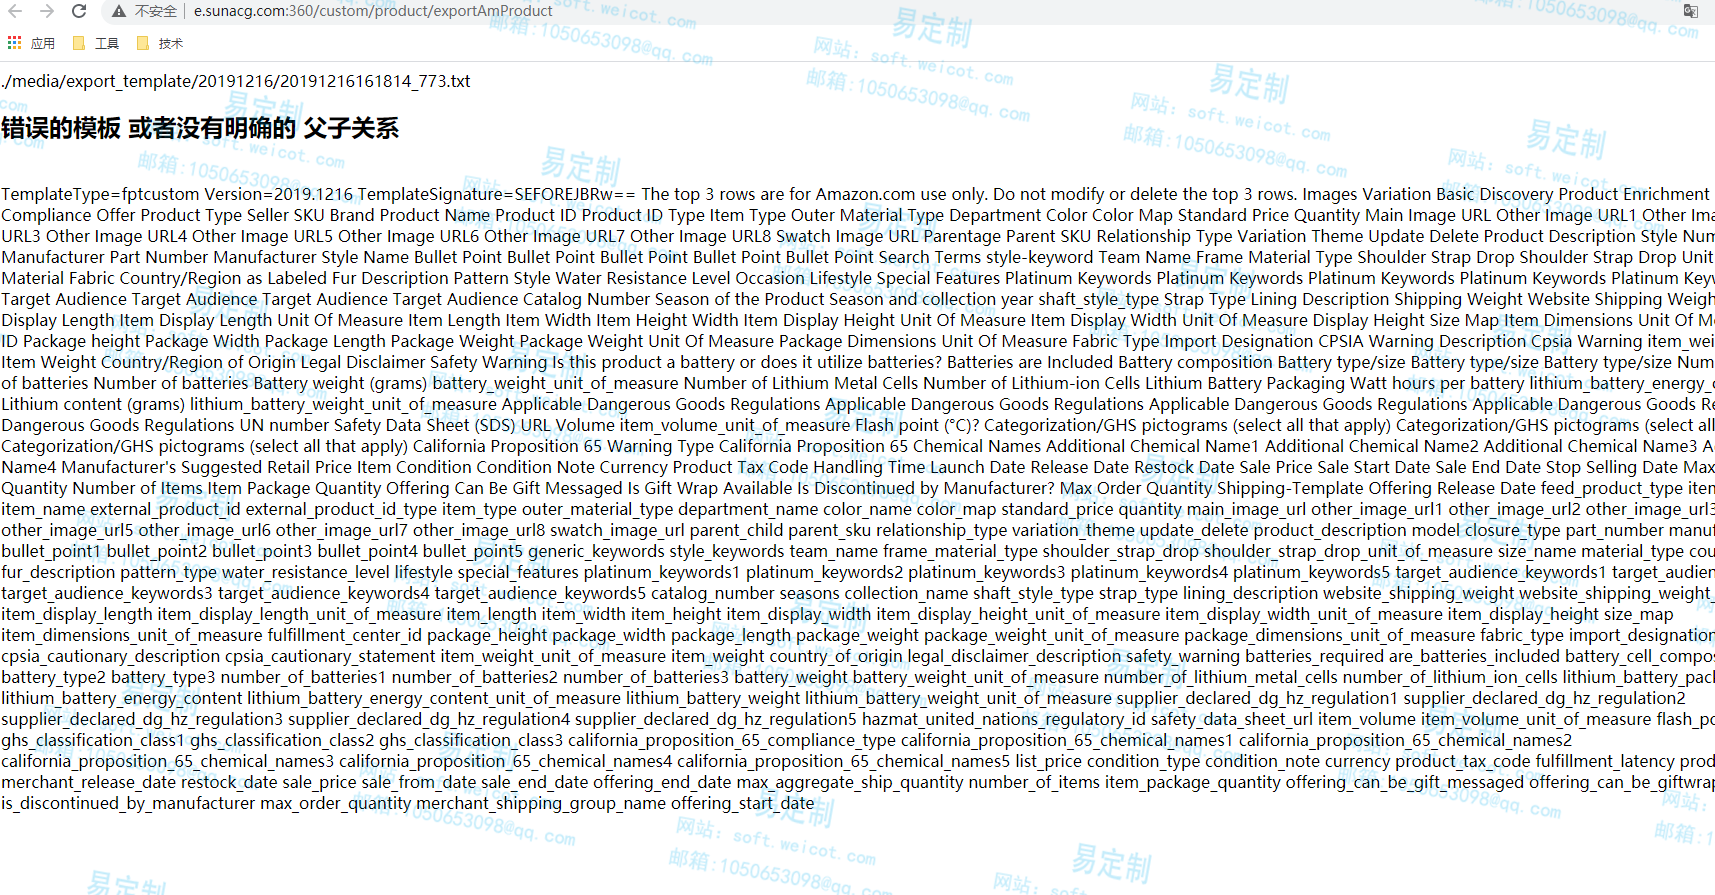 不安全 | e.sunacg.com:360/custom/product/exportAmProduct
应用 工具 技术
./media/export_template/20191216/20191216161814_773.txt
错误的模板 或者没有明确的 父子关系
TemplateType=fptcustom Version=2019.1216 TemplateSignature=SEFOREJBRw== The top 3 rows are for Amazon.com use only. Do not modify or delete the top 3 rows. Images Variation Basic Discovery Product Enrichment
Compliance Offer Product Type Seller SKU Brand Product Name Product ID Product ID Type Item Type Outer Material Type Department Color Color Map Standard Price Quantity Main Image URL Other Image URL1 Other Ima
URL3 Other Image URL4 Other Image URL5 Other Image URL6 Other Image URL7 Other Image URL8 Swatch Image URL Parentage Parent SKU Relationship Type Variation Theme Update Delete Product Description Style Num
Manufacturer Part Number Manufacturer Style Name Bullet Point Bullet Point Bullet Point Bullet Point Bullet Point Search Terms style-keyword Team Name Frame Material Type Shoulder Strap Drop Shoulder Strap Drop Unit
Material Fabric Country/Region as Labeled Fur Description Pattern Style Water Resistance Level Occasion Lifestyle Special Features Platinum Keywords Platinum Keywords Platinum Keywords Platinum Keywords Platinum Keyw
Target Audience Target Audience Target Audience Target Audience Catalog Number Season of the Product Season and collection year shaft_style_type Strap Type Lining Description Shipping Weight Website Shipping Weigh
Display Length Item Display Length Unit Of Measure Item Length Item Width Item Height Width Item Display Height Unit Of Measure Item Display Width Unit Of Measure Display Height Size Map Item Dimensions Unit Of Me
ID Package height Package Width Package Length Package Weight Package Weight Unit Of Measure Package Dimensions Unit Of Measure Fabric Type Import Designation CPSIA Warning Description Cpsia Warning item_wei
Item Weight Country/Region of Origin Legal Disclaimer Safety Warning Is this product a battery or does it utilize batteries? Batteries are Included Battery composition Battery type/size Battery type/size Battery type/size Num
of batteries Number of batteries Battery weight (grams) battery_weight_unit_of_measure Number of Lithium Metal Cells Number of Lithium-ion Cells Lithium Battery Packaging Watt hours per battery lithium_battery_energy_c
Lithium content (grams) lithium_battery_weight_unit_of_measure Applicable Dangerous Goods Regulations Applicable Dangerous Goods Regulations Applicable Dangerous Goods Regulations Applicable Dangerous Goods Re
Dangerous Goods Regulations UN number Safety Data Sheet (SDS) URL Volume item_volume_unit_of_measure Flash point (°C)? Categorization/GHS pictograms (select all that apply) Categorization/GHS pictograms (select all
Categorization/GHS pictograms (select all that apply) California Proposition 65 Warning Type California Proposition 65 Chemical Names Additional Chemical Name1 Additional Chemical Name2 Additional Chemical Name3 Ad
Name4 Manufacturer's Suggested Retail Price Item Condition Condition Note Currency Product Tax Code Handling Time Launch Date Release Date Restock Date Sale Price Sale Start Date Sale End Date Stop Selling Date Max
Quantity Number of Items Item Package Quantity Offering Can Be Gift Messaged Is Gift Wrap Available Is Discontinued by Manufacturer? Max Order Quantity Shipping-Template Offering Release Date feed_product_type item
item_name external_product_id external_product_id_type item_type outer_material_type department_name color_name color_map standard_price quantity main_image_url other_image_url1 other_image_url2 other_image_url3
other_image_url5 other_image_url6 other_image_url7 other_image_url8 swatch_image_url parent_child parent_sku relationship_type variation_theme update_delete product_description model closure_type part_number manuf
bullet_point1 bullet_point2 bullet_point3 bullet_point4 bullet_point5 generic_keywords style_keywords team_name frame_material_type shoulder_strap_drop shoulder_strap_drop_unit_of_measure size_name material_type cou
fur_description pattern_type water_resistance_level lifestyle special_features platinum_keywords1 platinum_keywords2 platinum_keywords3 platinum_keywords4 platinum_keywords5 target_audience_keywords1 target_audien
target_audience_keywords3 target_audience_keywords4 target_audience_keywords5 catalog_number seasons collection_name shaft_style_type strap_type lining_description website_shipping_weight website_shipping_weight_
item_display_length item_display_length_unit_of_measure item_length item_width item_height item_display_width item_display_height_unit_of_measure item_display_width_unit_of_measure item_display_height size_map
item_dimensions_unit_of_measure fulfillment_center_id package_height package_width package_length package_weight package_weight_unit_of_measure package_dimensions_unit_of_measure fabric_type import_designation
cpsia_cautionary_description cpsia_cautionary_statement item_weight_unit_of_measure item_weight country_of_origin legal_disclaimer_description safety_warning batteries_required are_batteries_included battery_cell_compos
battery_type2 battery_type3 number_of_batteries1 number_of_batteries2 number_of_batteries3 battery_weight battery_weight_unit_of_measure number_of_lithium_metal_cells number_of_lithium_ion_cells lithium_battery_pack
lithium_battery_energy_content lithium_battery_energy_content_unit_of_measure lithium_battery_weight lithium_battery_weight_unit_of_measure supplier_declared_dg_hz_regulation1 supplier_declared_dg_hz_regulation2
supplier_declared_dg_hz_regulation3 supplier_declared_dg_hz_regulation4 supplier_declared_dg_hz_regulation5 hazmat_united_nations_regulatory_id safety_data_sheet_url item_volume item_volume_unit_of_measure flash_po
ghs_classification_class1 ghs_classification_class2 ghs_classification_class3 california_proposition_65_compliance_type california_proposition_65_chemical_names1 california_proposition_65_chemical_names2
california_proposition_65_chemical_names3 california_proposition_65_chemical_names4 california_proposition_65_chemical_names5 list_price condition_type condition_note currency product_tax_code fulfillment_latency prod
merchant_release_date restock_date sale_price sale_from_date sale_end_date offering_end_date max_aggregate_ship_quantity number_of_items item_package_quantity offering_can_be_gift_messaged offering_can_be_giftwrap
is_discontinued_by_manufacturer max_order_quantity merchant_shipping_group_name offering_start_date
易定制
网站: soft.weicot.com
邮箱:1050653098@qq.com